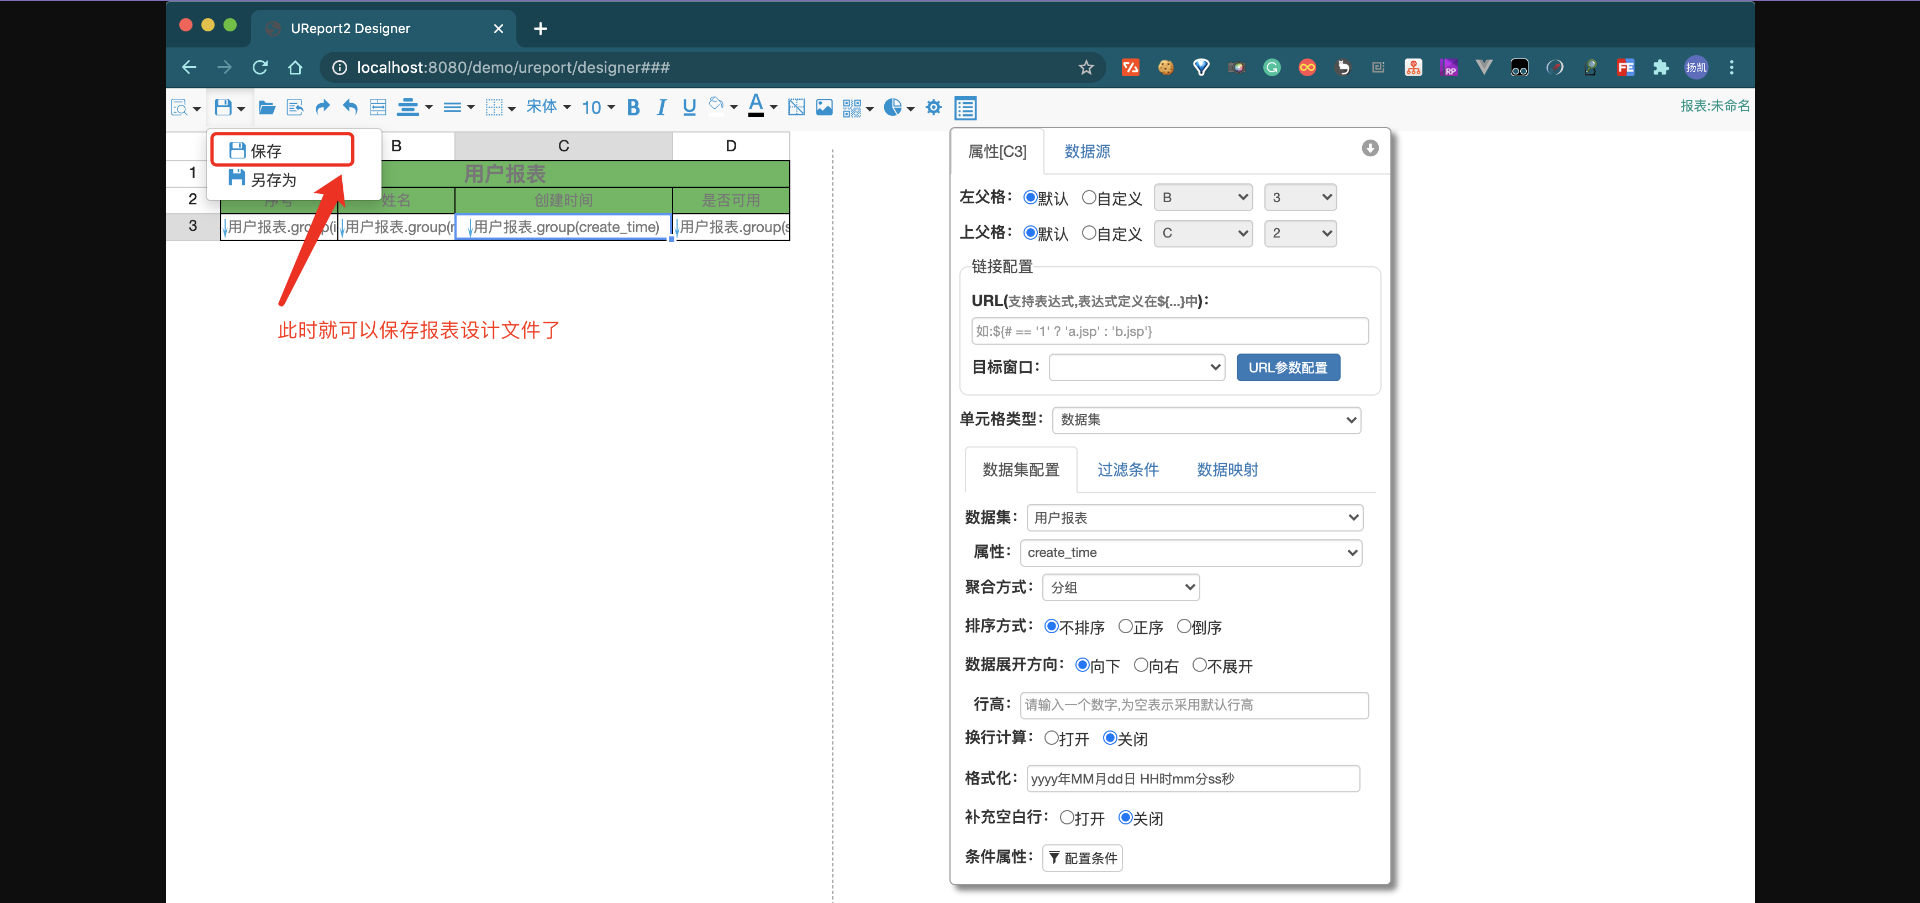 UReport2 Designer
localhost:8080/demo/ureport/designer###
RP
FE
扬凯
宋体 10 B I U A
报表:未命名
保存
另存为
B C D
1 用户报表
2 序号 姓名 创建时间 是否可用
3 用户报表.group(i 用户报表.group(r 用户报表.group(create_time) 用户报表.group(s
此时就可以保存报表设计文件了
属性[C3] 数据源
左父格: 默认 自定义 B 3
上父格: 默认 自定义 C 2
链接配置
URL(支持表达式,表达式定义在${...}中):
如:${# == '1' ? 'a.jsp' : 'b.jsp'}
目标窗口: URL参数配置
单元格类型: 数据集
数据集配置 过滤条件 数据映射
数据集: 用户报表
属性: create_time
聚合方式: 分组
排序方式: 不排序 正序 倒序
数据展开方向: 向下 向右 不展开
行高: 请输入一个数字,为空表示采用默认行高
换行计算: 打开 关闭
格式化: yyyy年MM月dd日 HH时mm分ss秒
补充空白行: 打开 关闭
条件属性: 配置条件